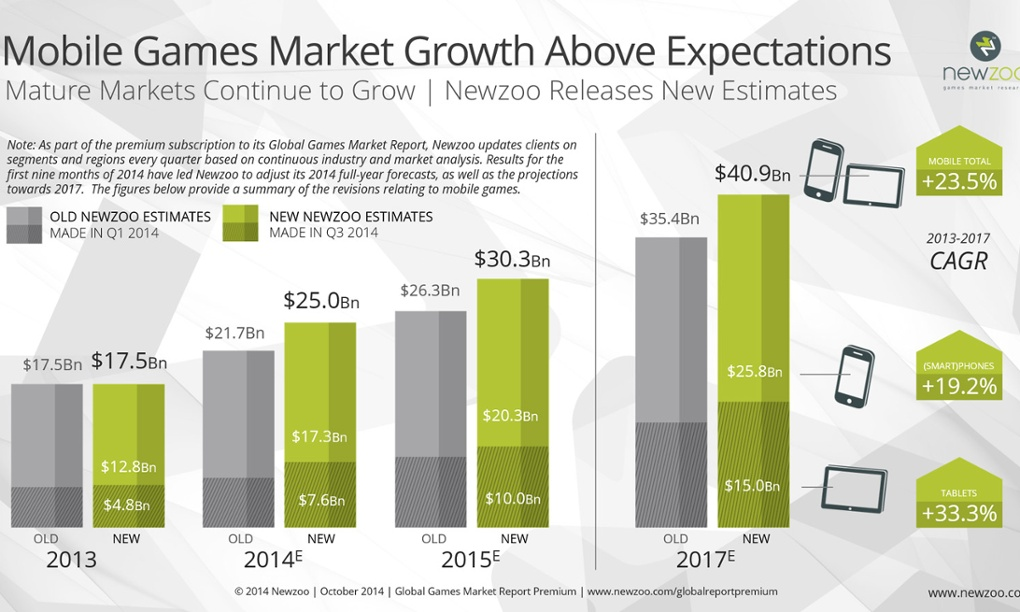 Mobile Games Market Growth Above Expectations
Mature Markets Continue to Grow | Newzoo Releases New Estimates
newzoo
games market resear
Note: As part of the premium subscription to its Global Games Market Report, Newzoo updates clients on
segments and regions every quarter based on continuous industry and market analysis. Results for the
first nine months of 2014 have led Newzoo to adjust its 2014 full-year forecasts, as well as the projections
towards 2017. The figures below provide a summary of the revisions relating to mobile games.
OLD NEWZOO ESTIMATES
MADE IN Q1 2014
NEW NEWZOO ESTIMATES
MADE IN Q3 2014
$17.5Bn
$17.5Bn
$12.8Bn
$4.8Bn
OLD
NEW
2013
$21.7Bn
$25.0Bn
$17.3Bn
$7.6Bn
OLD
NEW
2014E
$26.3Bn
$30.3Bn
$20.3Bn
$10.0Bn
OLD
NEW
2015E
$35.4Bn
$40.9Bn
$25.8Bn
$15.0Bn
OLD
NEW
2017E
MOBILE TOTAL
+23.5%
2013-2017
CAGR
(SMART)PHONES
+19.2%
TABLETS
+33.3%
© 2014 Newzoo | October 2014 | Global Games Market Report Premium | www.newzoo.com/globalreportpremium
www.newzoo.co